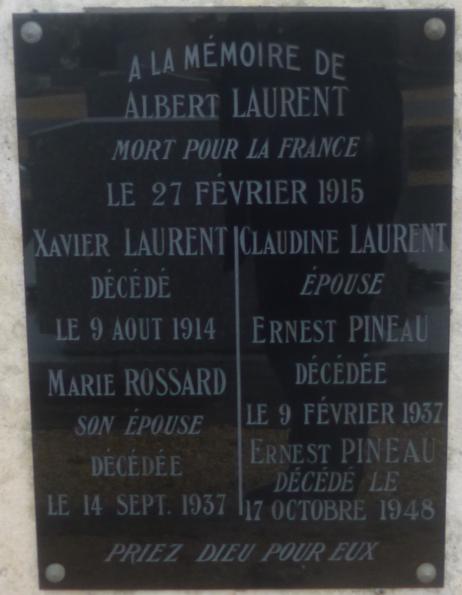 A LA MÉMOIRE DE
ALBERT LAURENT
MORT POUR LA FRANCE
LE 27 FÉVRIER 1915
XAVIER LAURENT
DÉCÉDÉ
LE 9 AOUT 1914
MARIE ROSSARD
SON ÉPOUSE
DÉCÉDÉE
LE 14 SEPT. 1937
CLAUDINE LAURENT
ÉPOUSE
ERNEST PINEAU
DÉCÉDÉE
LE 9 FÉVRIER 1937
ERNEST PINEAU
DÉCÉDÉ LE
17 OCTOBRE 1948
PRIEZ DIEU POUR EUX